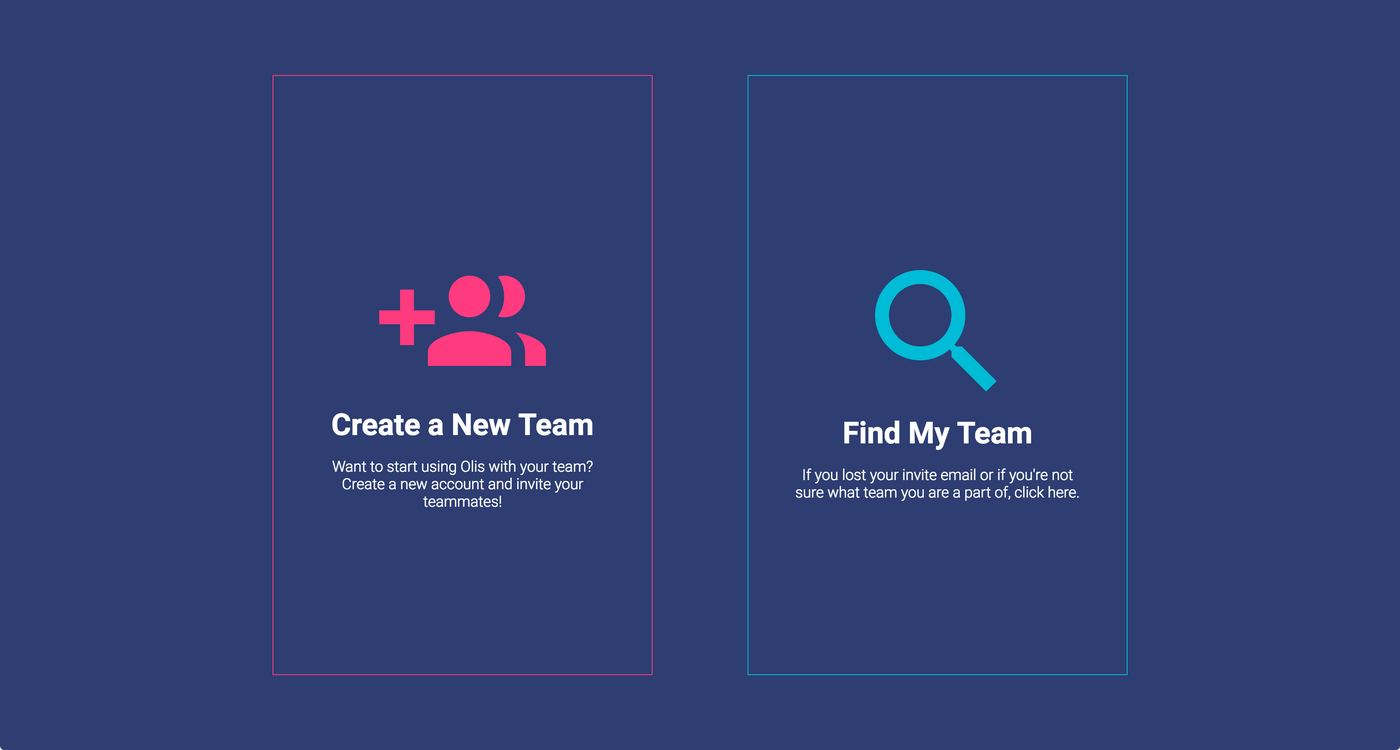 Create a New Team
Want to start using Olis with your team?
Create a new account and invite your
teammates!
Find My Team
If you lost your invite email or if you're not
sure what team you are a part of, click here.